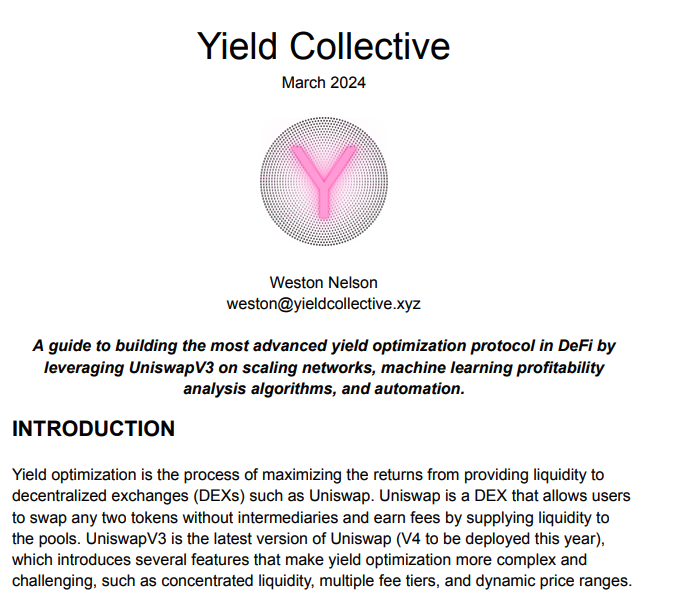 Yield Collective
March 2024
Y
Weston Nelson
weston@yieldcollective.xyz
A guide to building the most advanced yield optimization protocol in DeFi by
leveraging UniswapV3 on scaling networks, machine learning profitability
analysis algorithms, and automation.
INTRODUCTION
Yield optimization is the process of maximizing the returns from providing liquidity to
decentralized exchanges (DEXs) such as Uniswap. Uniswap is a DEX that allows users
to swap any two tokens without intermediaries and earn fees by supplying liquidity to
the pools. UniswapV3 is the latest version of Uniswap (V4 to be deployed this year),
which introduces several features that make yield optimization more complex and
challenging, such as concentrated liquidity, multiple fee tiers, and dynamic price ranges.